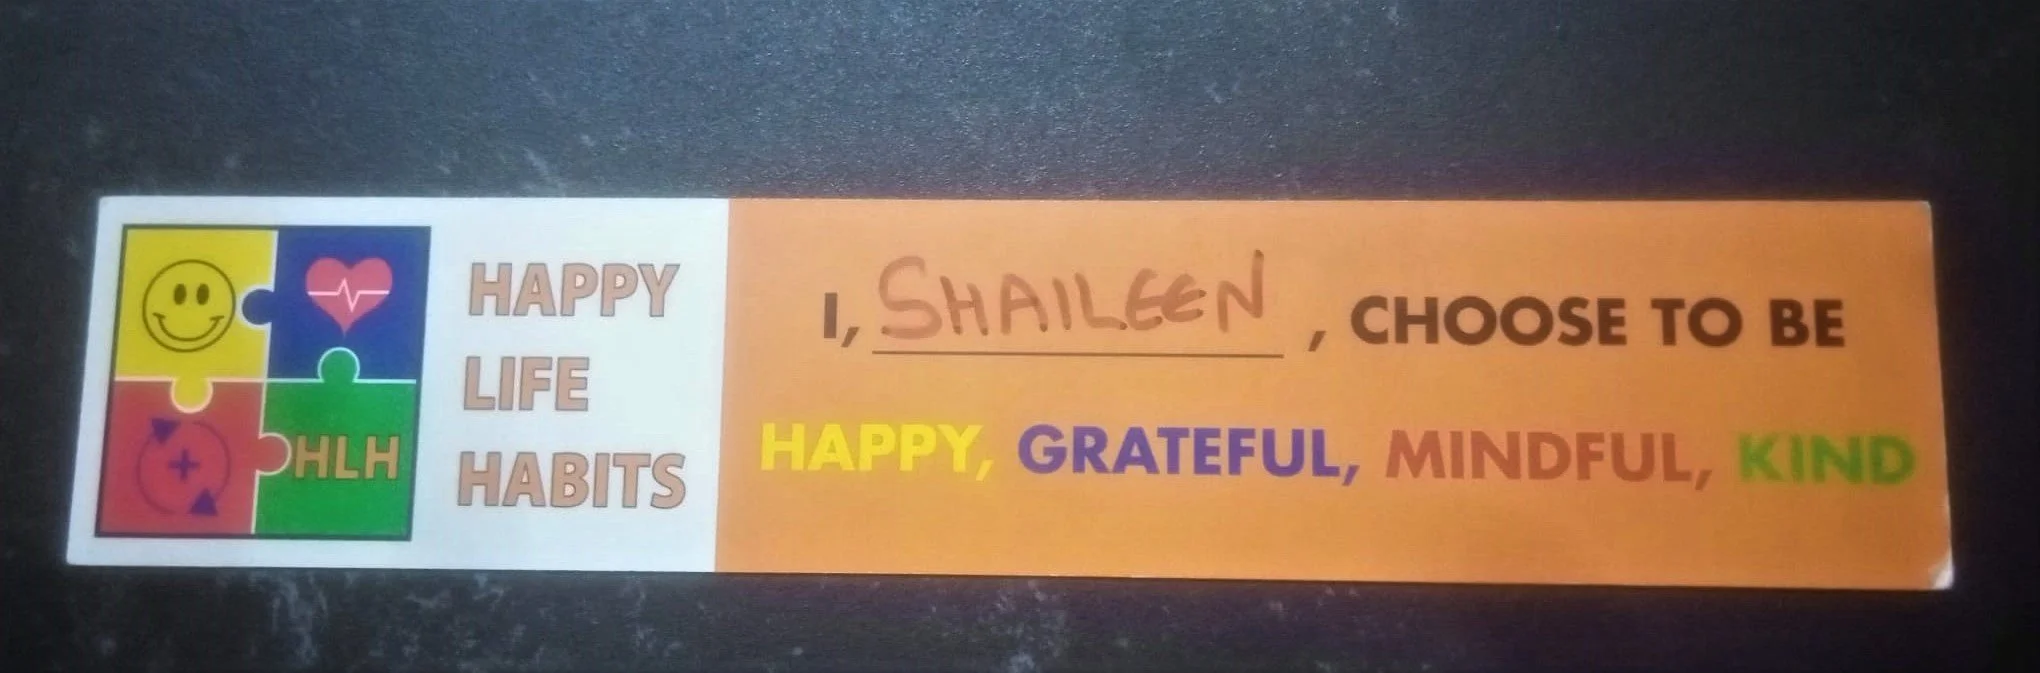 HLH
HAPPY
LIFE
HABITS
I, SHAILEEN, CHOOSE TO BE
HAPPY, GRATEFUL, MINDFUL, KIND